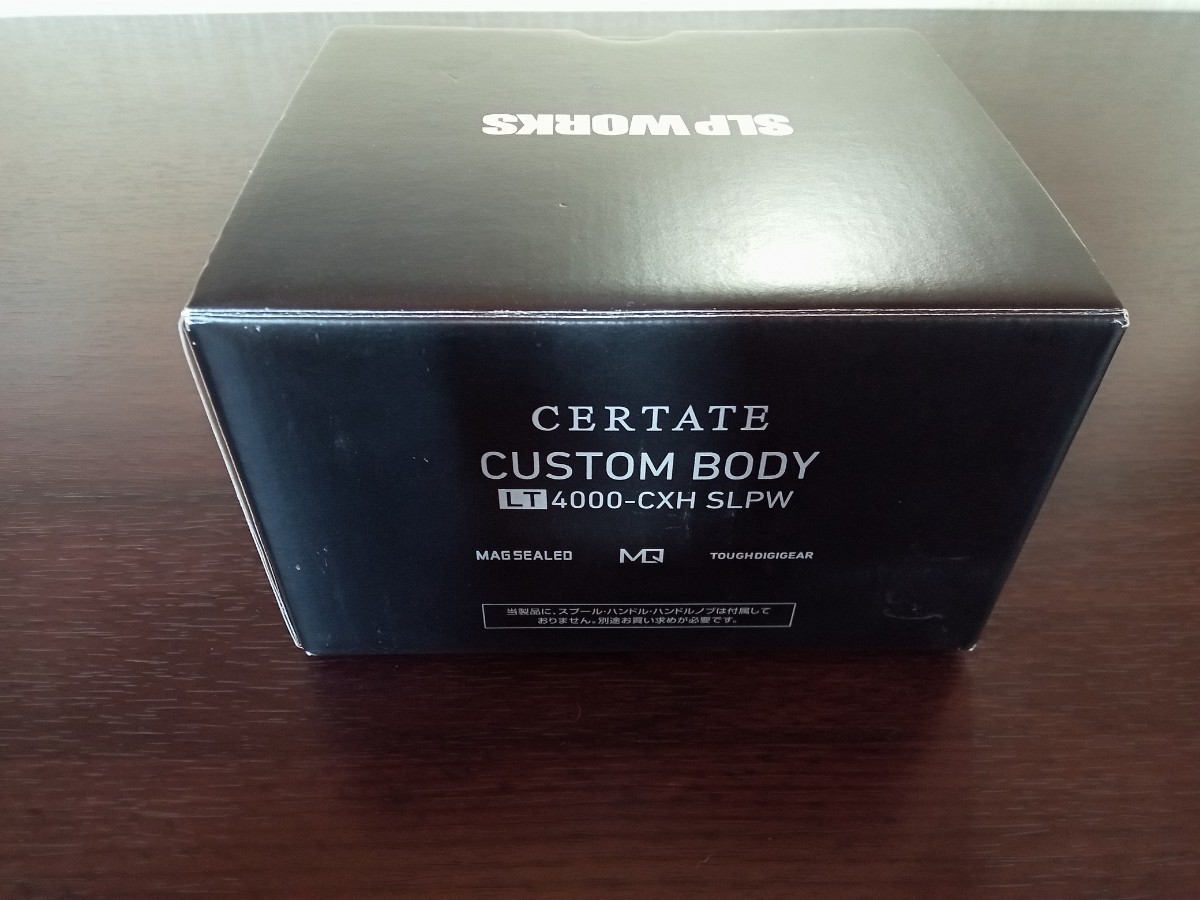 SLP WORKS
CERTATE
CUSTOM BODY
LT 4000-CXH SLPW
MAGSEALED MQ TOUGHDIGIGEAR
当製品に、スプール・ハンドル・ハンドルノブは付属して
おりません。別途お買い求めが必要です。